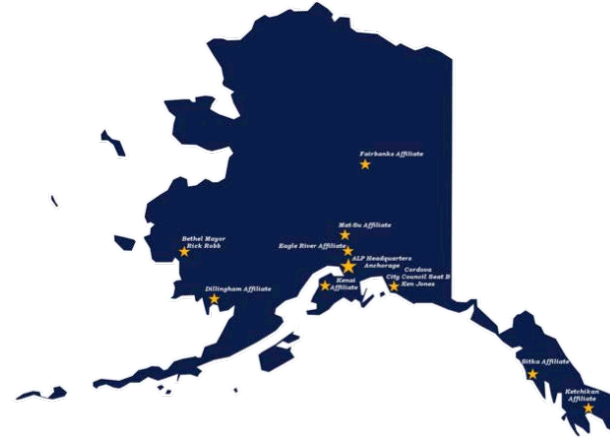 Fairbanks Affiliate
Mat-Su Affiliate
Bethel Mayor
Rick Robb
Eagle River Affiliate
ALP Headquarters
Anchorage
Cordova
City Council Seat B
Ken Jones
Kenai
Affiliate
Dillingham Affiliate
Sitka Affiliate
Ketchikan
Affiliate